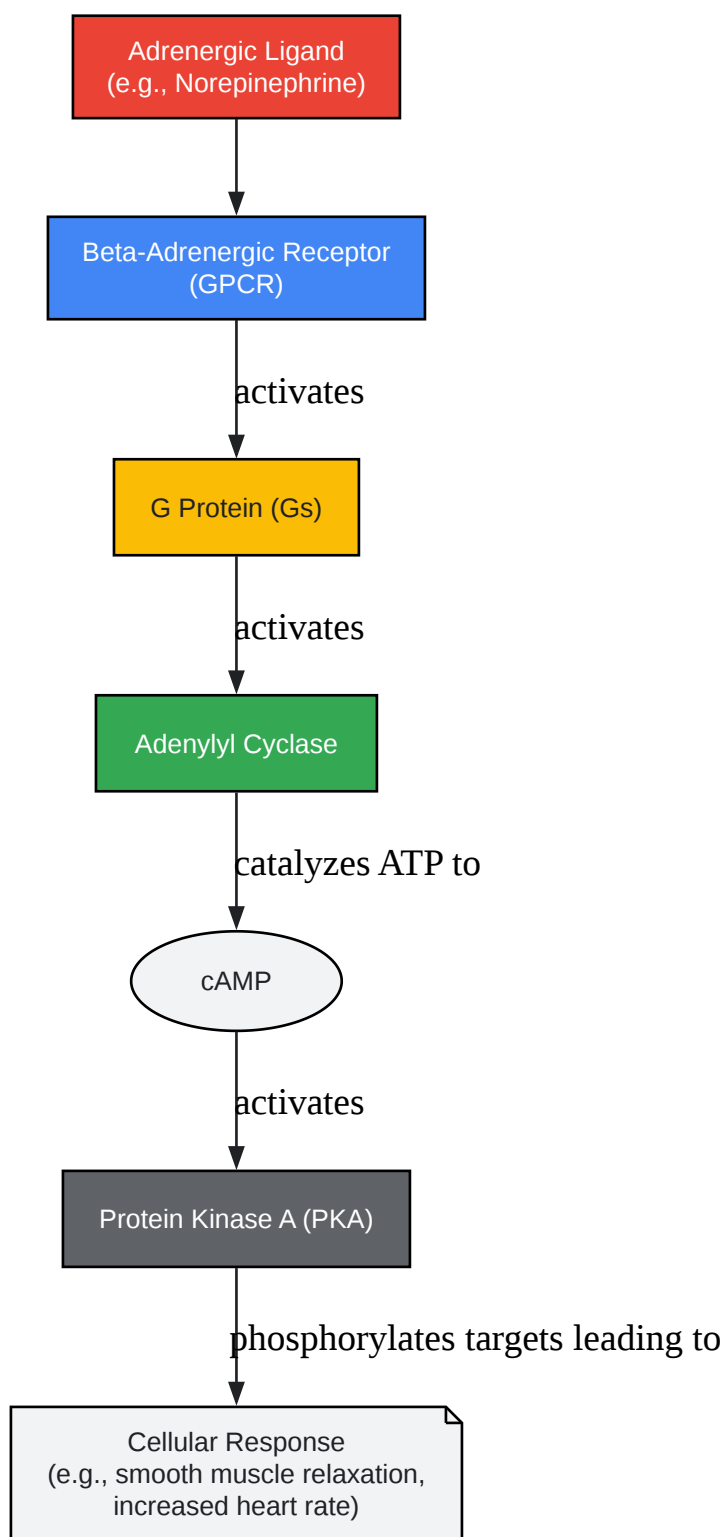 Adrenergic Ligand
(e.g., Norepinephrine)
Beta-Adrenergic Receptor
(GPCR)
activates
G Protein (Gs)
activates
Adenylyl Cyclase
catalyzes ATP to
cAMP
activates
Protein Kinase A (PKA)
phosphorylates targets leading to
Cellular Response
(e.g., smooth muscle relaxation,
increased heart rate)